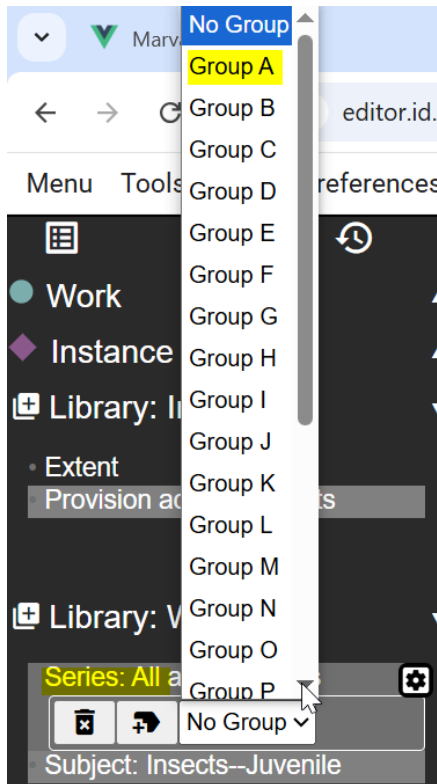 No Group
Marva
Group A
Group B
editor.id.
Group C
Menu Tools references
Group D
Group E
Group F
Work
Group G
Instance
Group H
Library: I
Group I
Group J
Extent
Group K
Provision ac ts
Group L
Group M
Library: W
Group N
Group O
Series: All a s
Group P
No Group
Subject: Insects--Juvenile